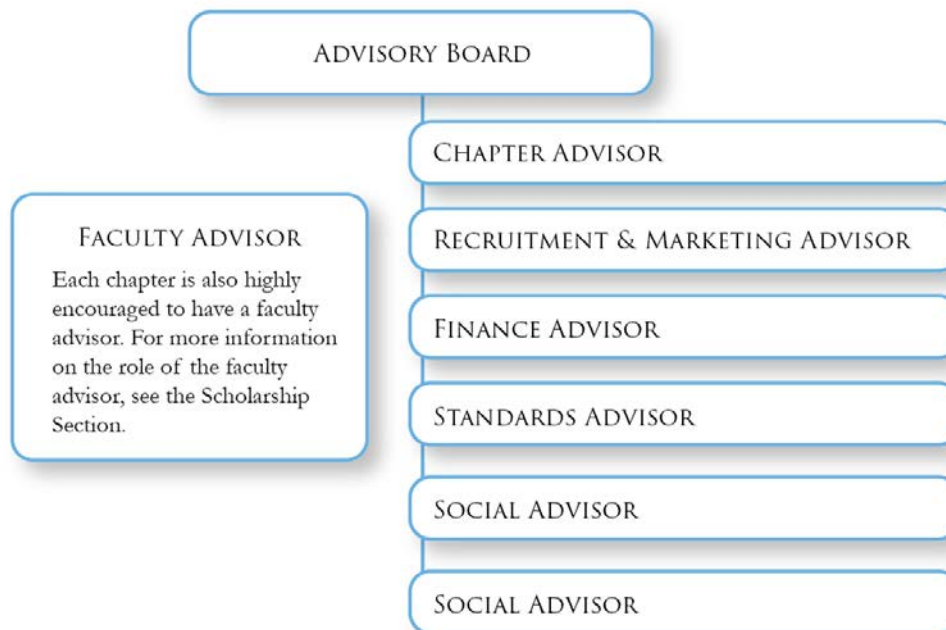 ADVISORY BOARD
CHAPTER ADVISOR
RECRUITMENT & MARKETING ADVISOR
FINANCE ADVISOR
STANDARDS ADVISOR
SOCIAL ADVISOR
SOCIAL ADVISOR
FACULTY ADVISOR
Each chapter is also highly
encouraged to have a faculty
advisor. For more information
on the role of the faculty
advisor, see the Scholarship
Section.